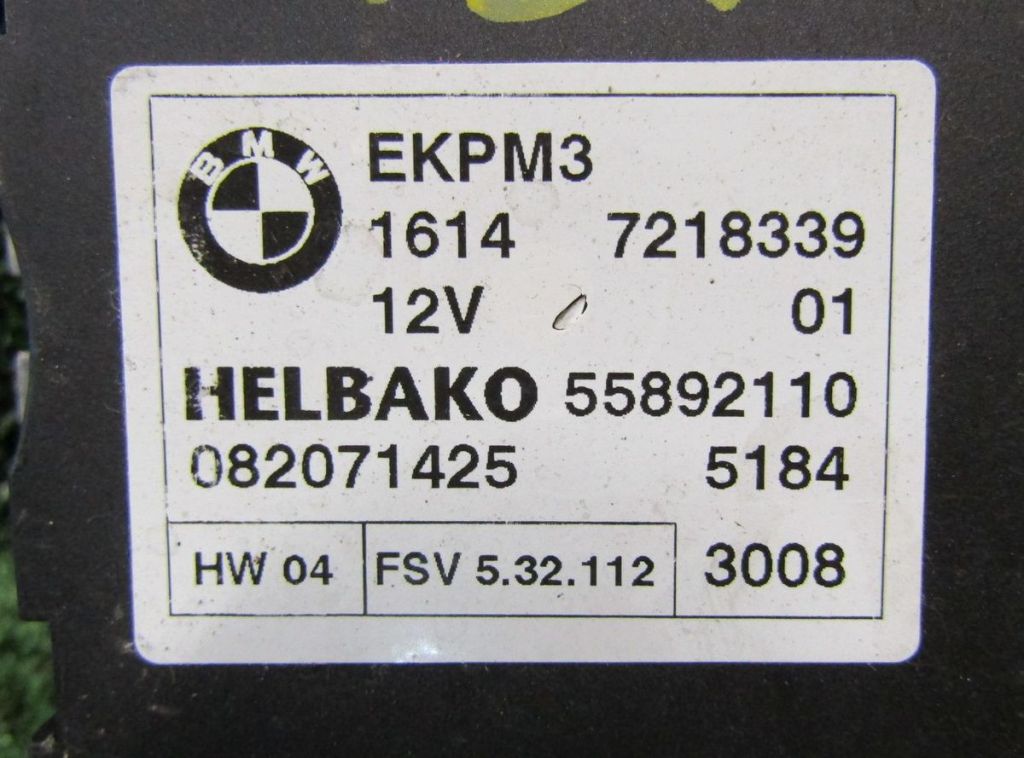 BMW
EKPM3
1614 7218339
12V 01
HELBAKO 55892110
082071425 5184
HW 04 FSV 5.32.112 3008